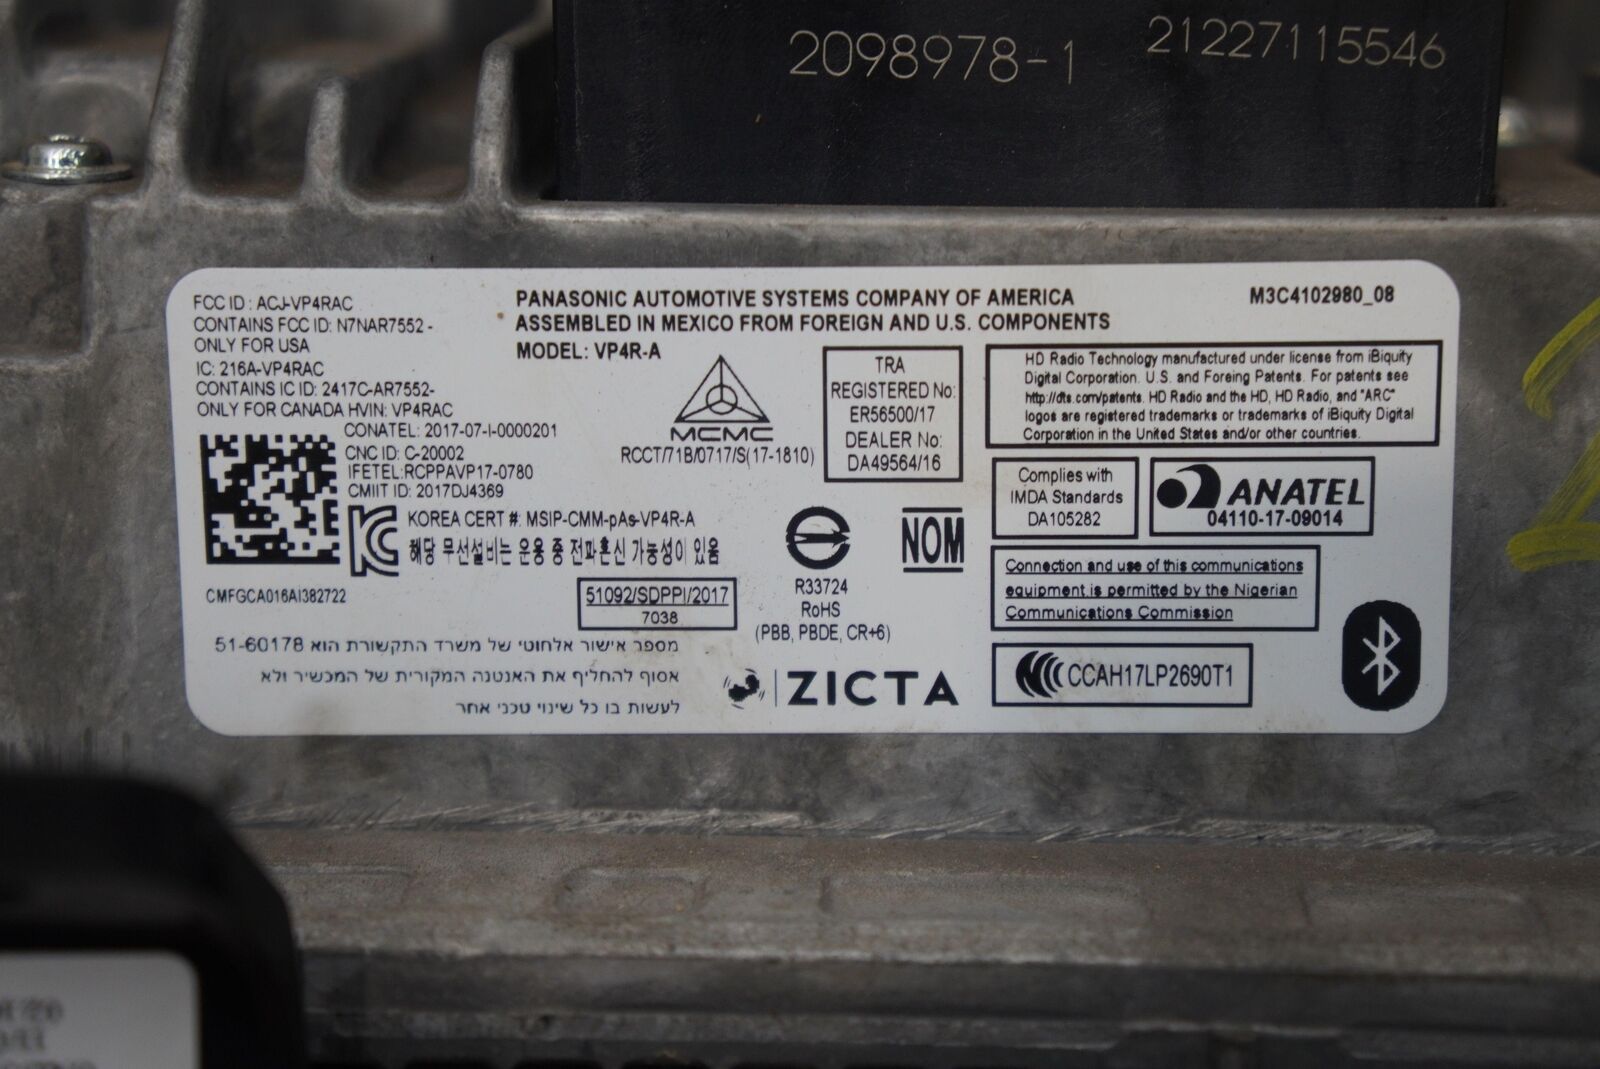 2098978-1
21227115546
FCC ID : ACJ-VP4RAC
CONTAINS FCC ID: N7NAR7552 -
ONLY FOR USA
IC: 216A-VP4RAC
CONTAINS IC ID: 2417C-AR7552-
ONLY FOR CANADA HVIN: VP4RAC
CONATEL: 2017-07-I-0000201
CNC ID: C-20002
IFETEL:RCPPAVP17-0780
CMIIT ID: 2017DJ4369
KOREA CERT #: MSIP-CMM-pAs-VP4R-A
해당 무선설비는 운용 중 전파혼신 가능성이 있음
CMFGCA016AI382722
PANASONIC AUTOMOTIVE SYSTEMS COMPANY OF AMERICA
ASSEMBLED IN MEXICO FROM FOREIGN AND U.S. COMPONENTS
MODEL: VP4R-A
M3C4102980_08
MCMC
RCCT/71B/0717/S(17-1810)
TRA
REGISTERED No:
ER56500/17
DEALER No:
DA49564/16
HD Radio Technology manufactured under license from iBiquity
Digital Corporation. U.S. and Foreing Patents. For patents see
http://dts.com/patents. HD Radio and the HD, HD Radio, and "ARC"
logos are registered trademarks or trademarks of iBiquity Digital
Corporation in the United States and/or other countries.
Complies with
IMDA Standards
DA105282
ANATEL
04110-17-09014
R33724
RoHS
(PBB, PBDE, CR+6)
NOM
Connection and use of this communications
equipment is permitted by the Nigerian
Communications Commission
51092/SDPPI/2017
7038
מספר אישור אלחוטי של משרד התקשורת הוא 51-60178
אסוף להחליף את האנטנה המקורית של המכשיר ולא
לעשות בו כל שינוי טכני אחר
ZICTA
CCAH17LP2690T1